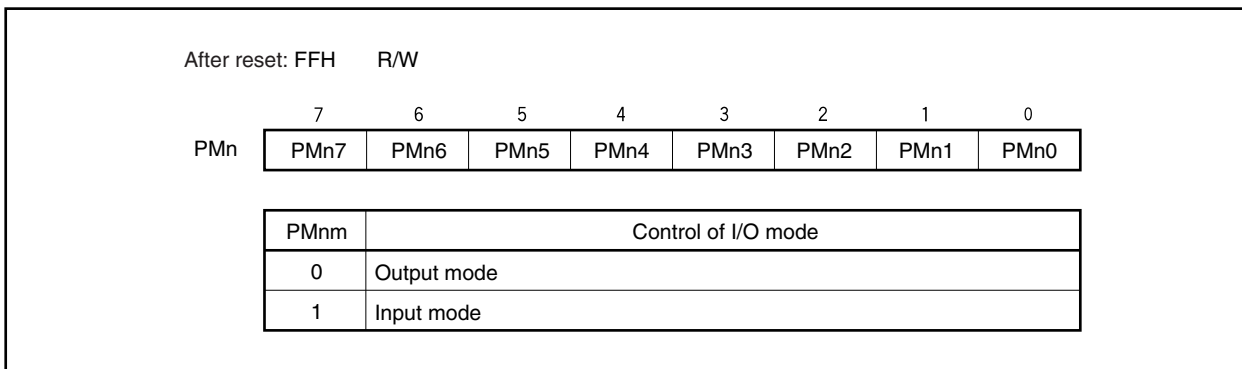 After reset: FFH R/W
7 6 5 4 3 2 1 0
PMn PMn7 PMn6 PMn5 PMn4 PMn3 PMn2 PMn1 PMn0
PMnm Control of I/O mode
0 Output mode
1 Input mode